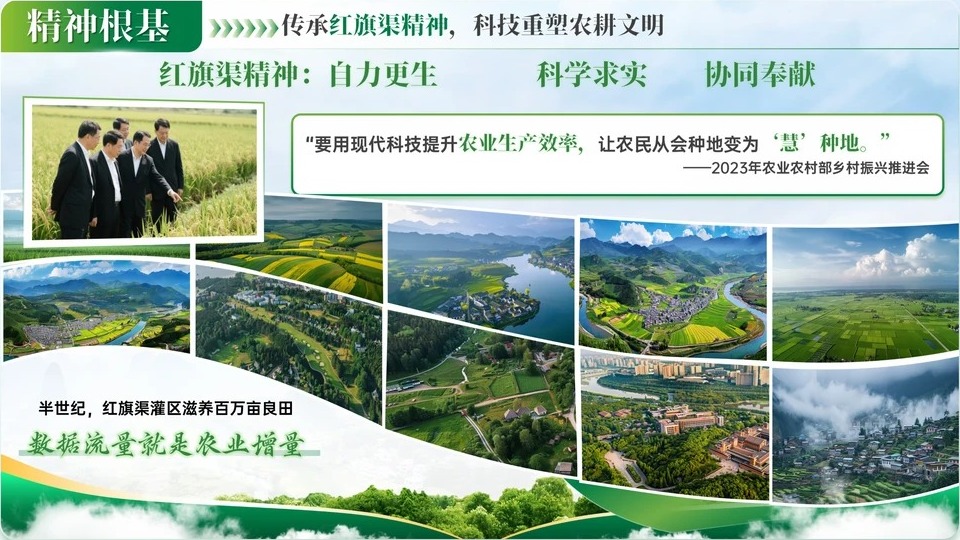 精神根基
传承红旗渠精神，科技重塑农耕文明
红旗渠精神：自力更生 科学求实 协同奉献
“要用现代科技提升农业生产效率，让农民从会种地变为‘慧’种地。”
——2023年农业农村部乡村振兴推进会
半世纪，红旗渠灌区滋养百万亩良田
数据流量就是农业增量